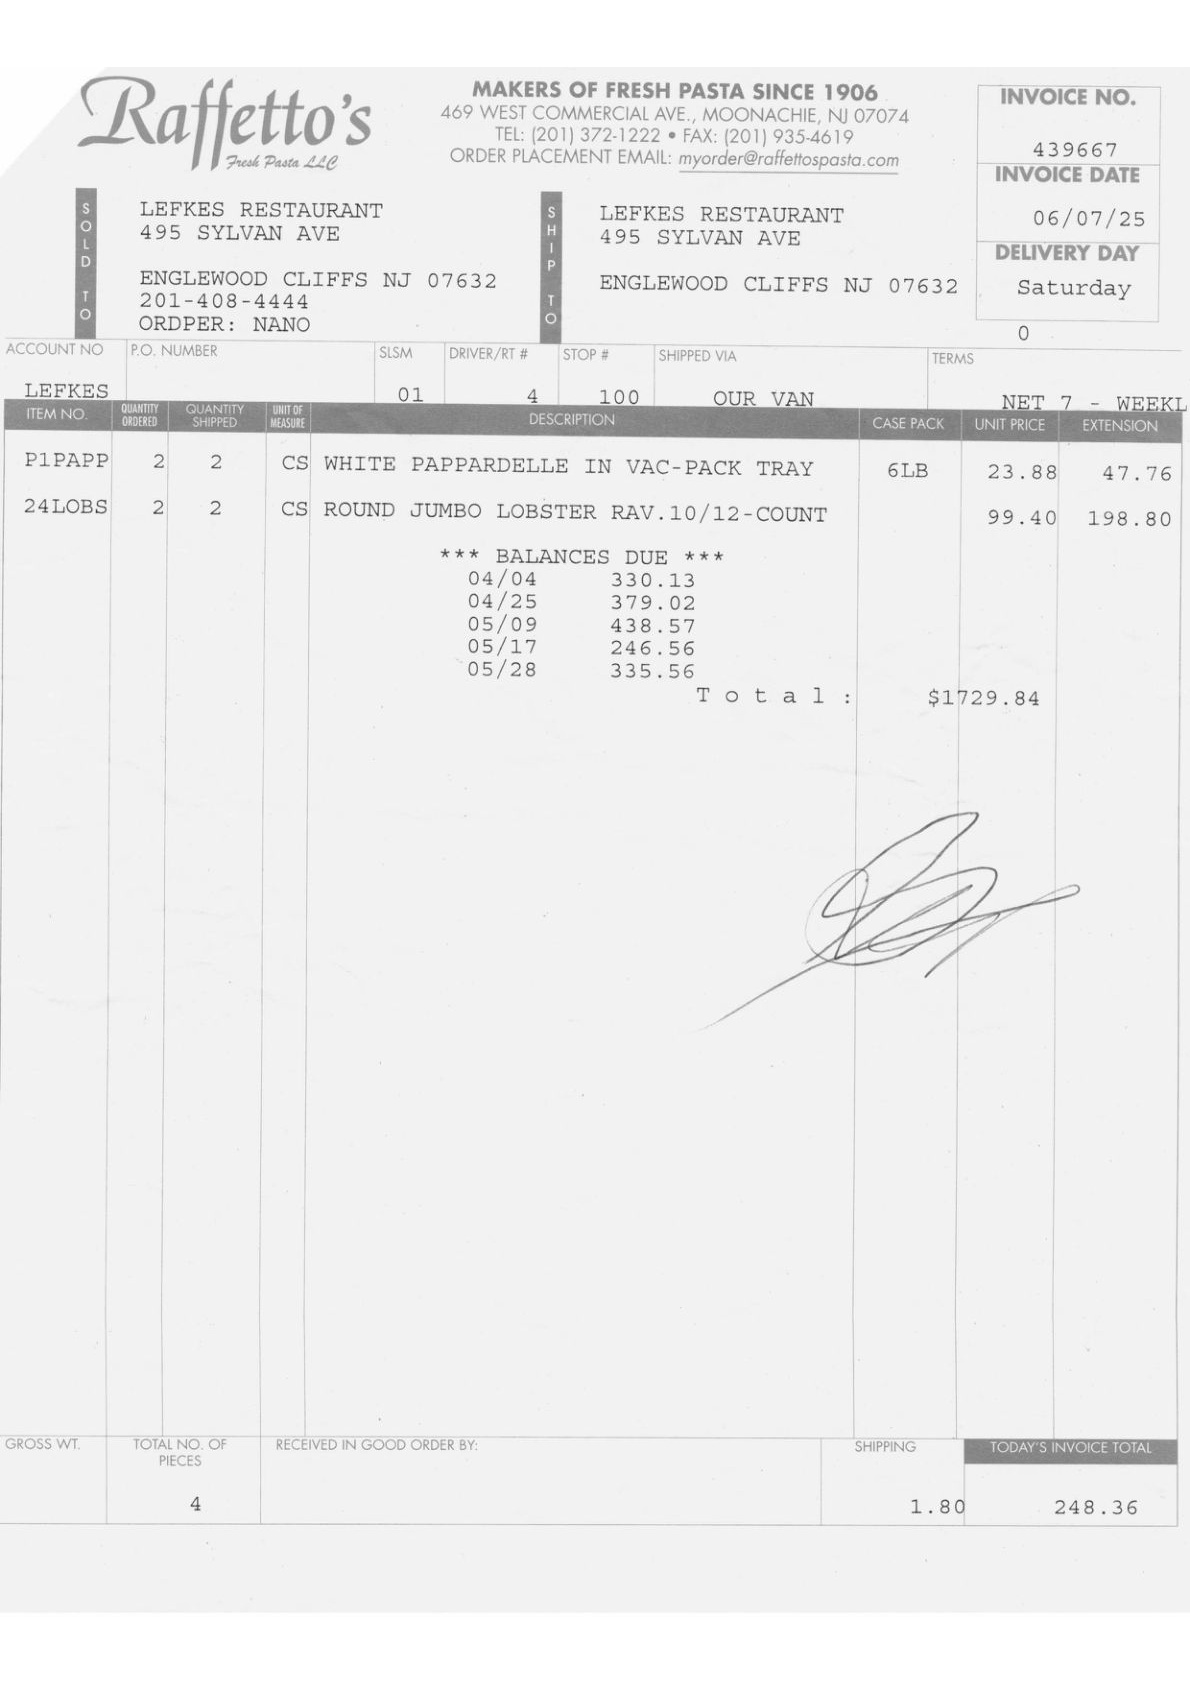 Raffetto's
Fresh Pasta LLC
MAKERS OF FRESH PASTA SINCE 1906
469 WEST COMMERCIAL AVE., MOONACHIE, NJ 07074
TEL: (201) 372-1222 • FAX: (201) 935-4619
ORDER PLACEMENT EMAIL: myorder@raffettospasta.com
INVOICE NO.
439667
INVOICE DATE
06/07/25
DELIVERY DAY
Saturday
0
SOLD TO
LEFKES RESTAURANT
495 SYLVAN AVE
ENGLEWOOD CLIFFS NJ 07632
201-408-4444
ORDPER: NANO
SHIP TO
LEFKES RESTAURANT
495 SYLVAN AVE
ENGLEWOOD CLIFFS NJ 07632
ACCOUNT NO P.O. NUMBER SLSM DRIVER/RT # STOP # SHIPPED VIA TERMS
LEFKES 01 4 100 OUR VAN NET 7 - WEEKL
ITEM NO. QUANTITY ORDERED QUANTITY SHIPPED UNIT OF MEASURE DESCRIPTION CASE PACK UNIT PRICE EXTENSION
P1PAPP 2 2 CS WHITE PAPPARDELLE IN VAC-PACK TRAY 6LB 23.88 47.76
24LOBS 2 2 CS ROUND JUMBO LOBSTER RAV.10/12-COUNT 99.40 198.80
*** BALANCES DUE ***
04/04 330.13
04/25 379.02
05/09 438.57
05/17 246.56
05/28 335.56
Total: $1729.84
GROSS WT. TOTAL NO. OF PIECES RECEIVED IN GOOD ORDER BY: SHIPPING TODAY'S INVOICE TOTAL
4 1.80 248.36